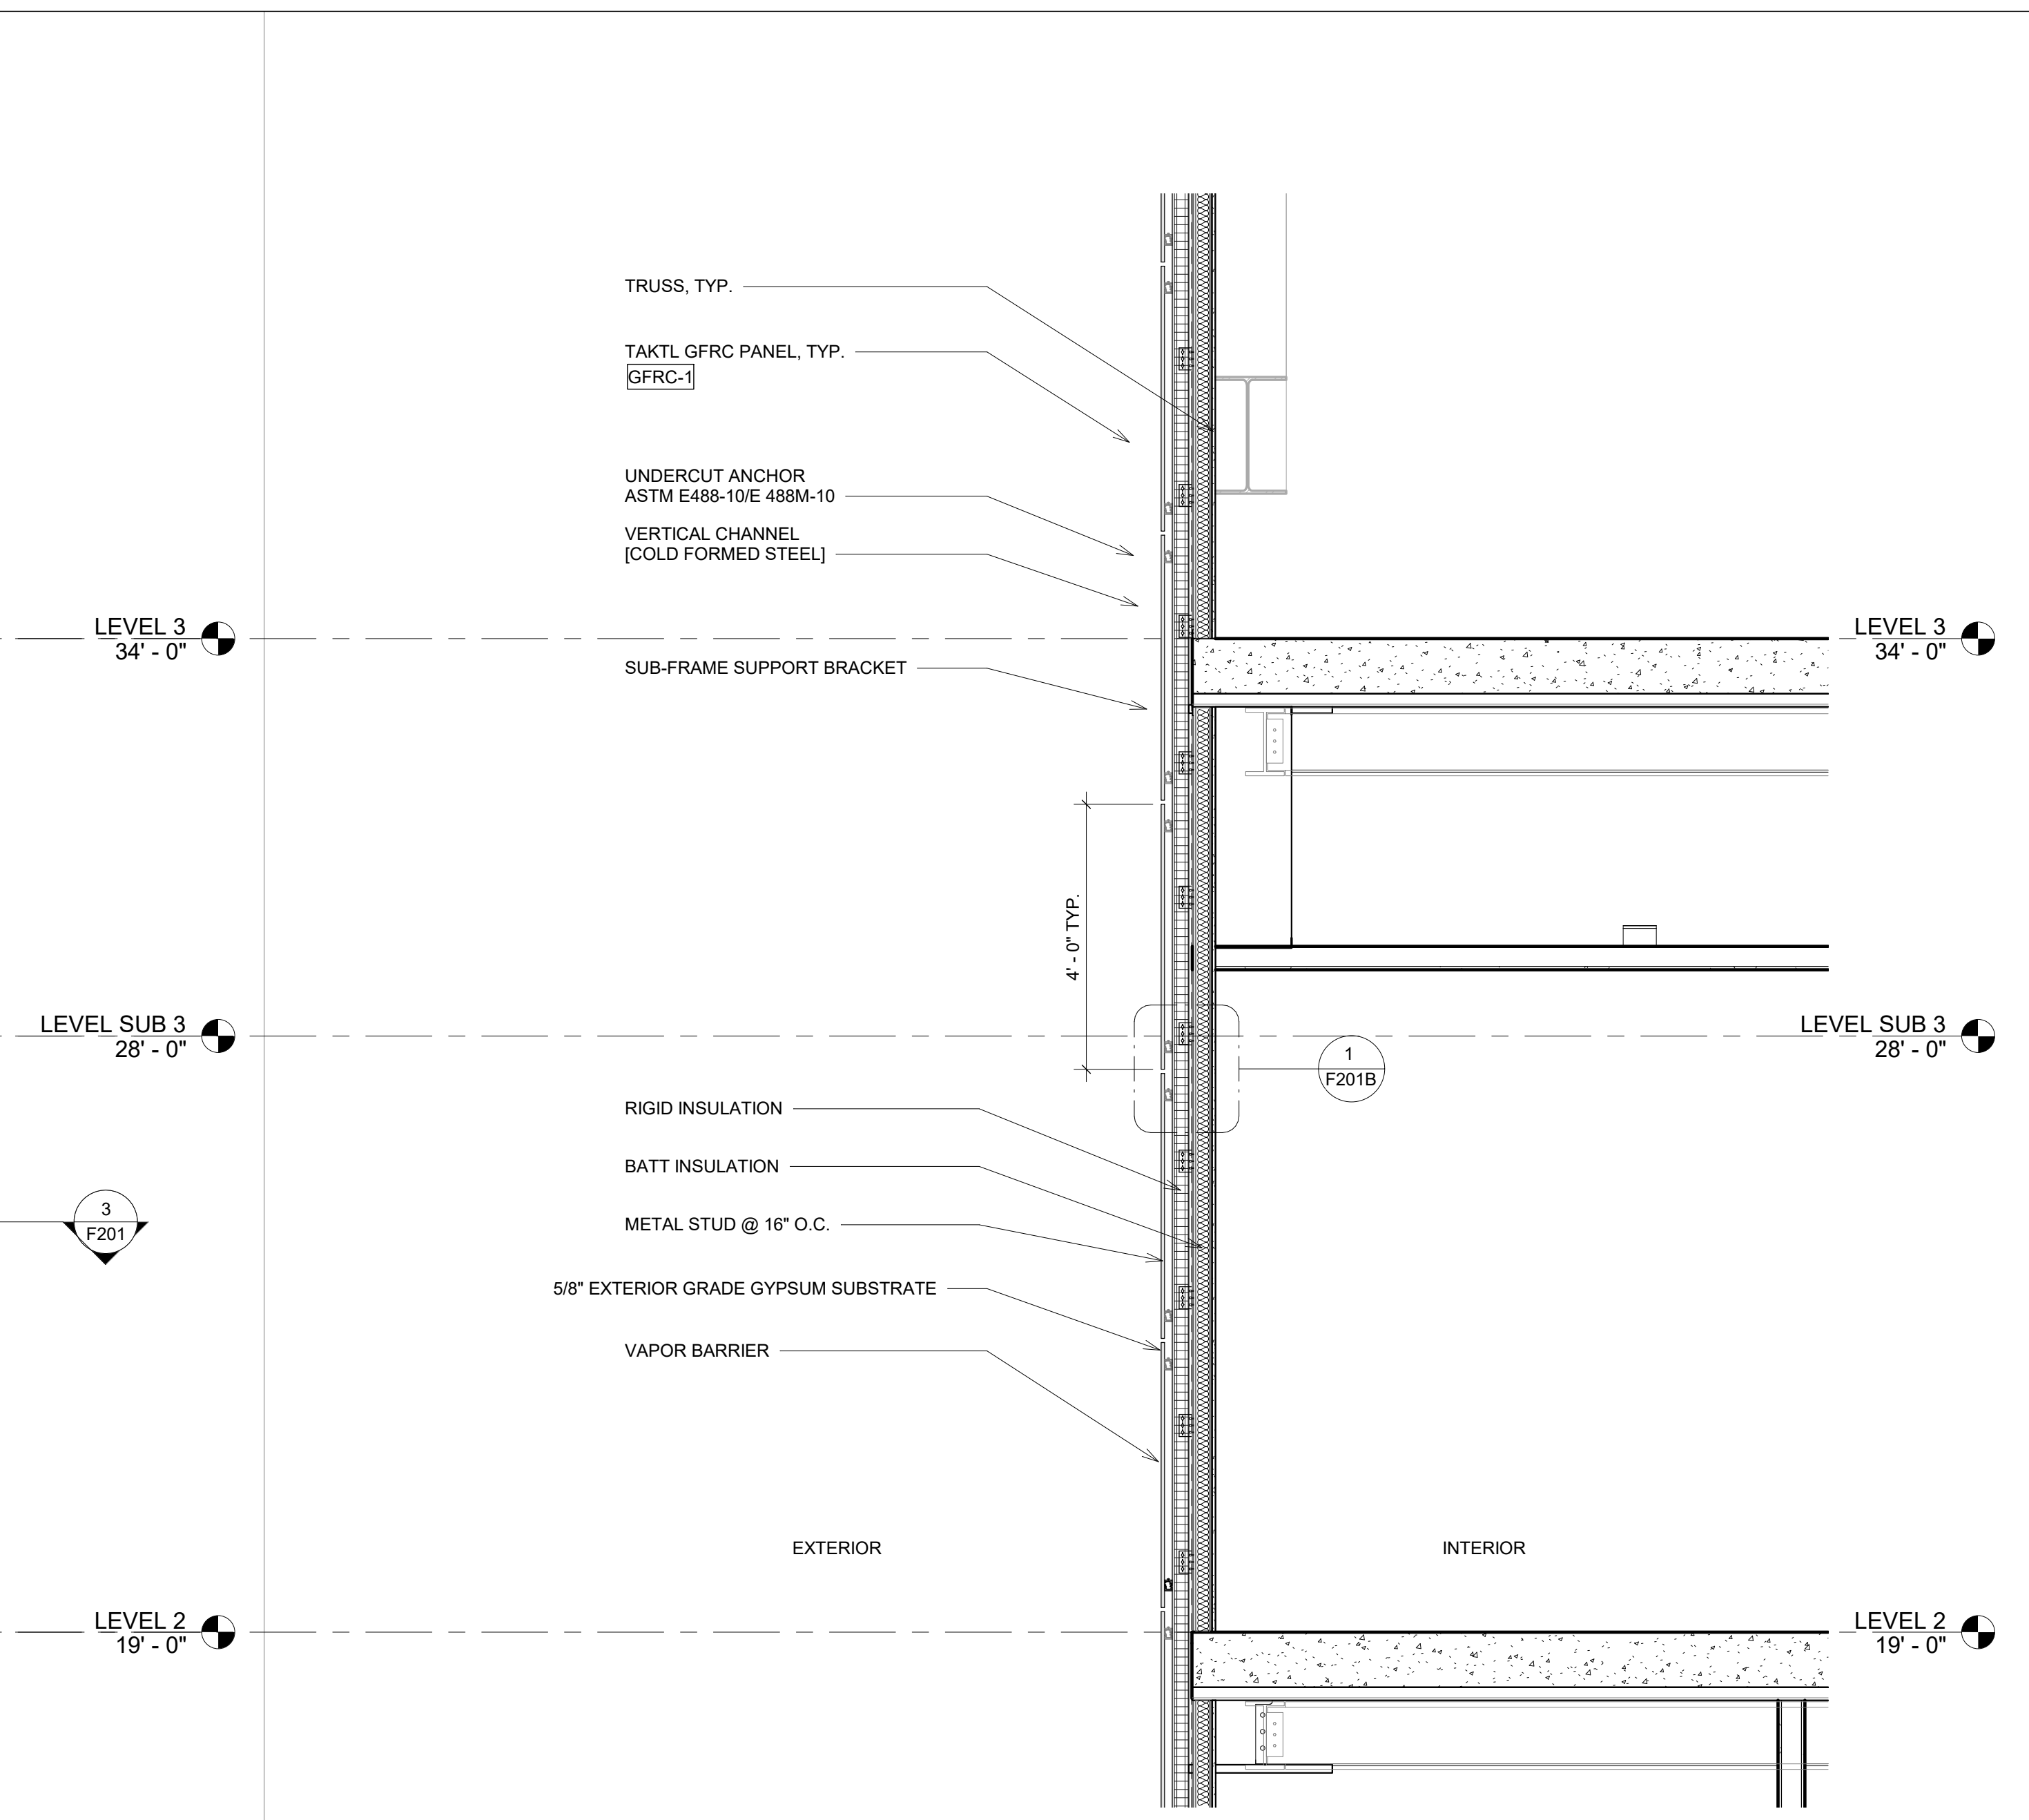 TRUSS, TYP.
TAKTL GFRC PANEL, TYP.
GFRC-1
UNDERCUT ANCHOR
ASTM E488-10/E 488M-10
VERTICAL CHANNEL
[COLD FORMED STEEL]
LEVEL 3
34' - 0"
LEVEL 3
34' - 0"
SUB-FRAME SUPPORT BRACKET
4' - 0" TYP.
LEVEL SUB 3
28' - 0"
LEVEL SUB 3
28' - 0"
1
F201B
RIGID INSULATION
BATT INSULATION
3
F201
METAL STUD @ 16" O.C.
5/8" EXTERIOR GRADE GYPSUM SUBSTRATE
VAPOR BARRIER
EXTERIOR
INTERIOR
LEVEL 2
19' - 0"
LEVEL 2
19' - 0"